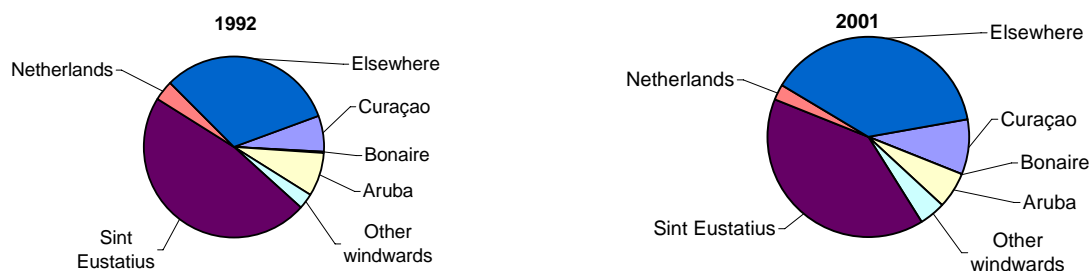 1992
Netherlands
Elsewhere
Curaçao
Bonaire
Aruba
Other
windwards
Sint
Eustatius
2001
Elsewhere
Netherlands
Curaçao
Bonaire
Aruba
Other
windwards
Sint Eustatius